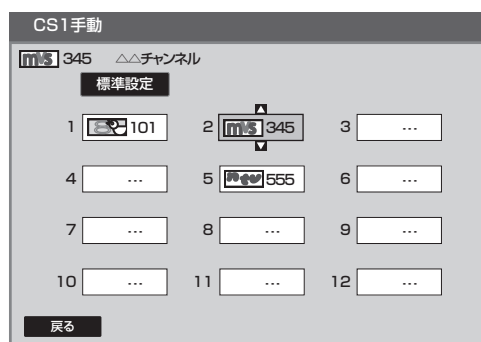 CS1手動
345 △△チャンネル
標準設定
1 101 2 345 3 ---
4 --- 5 555 6 ---
7 --- 8 --- 9 ---
10 --- 11 --- 12 ---
戻る